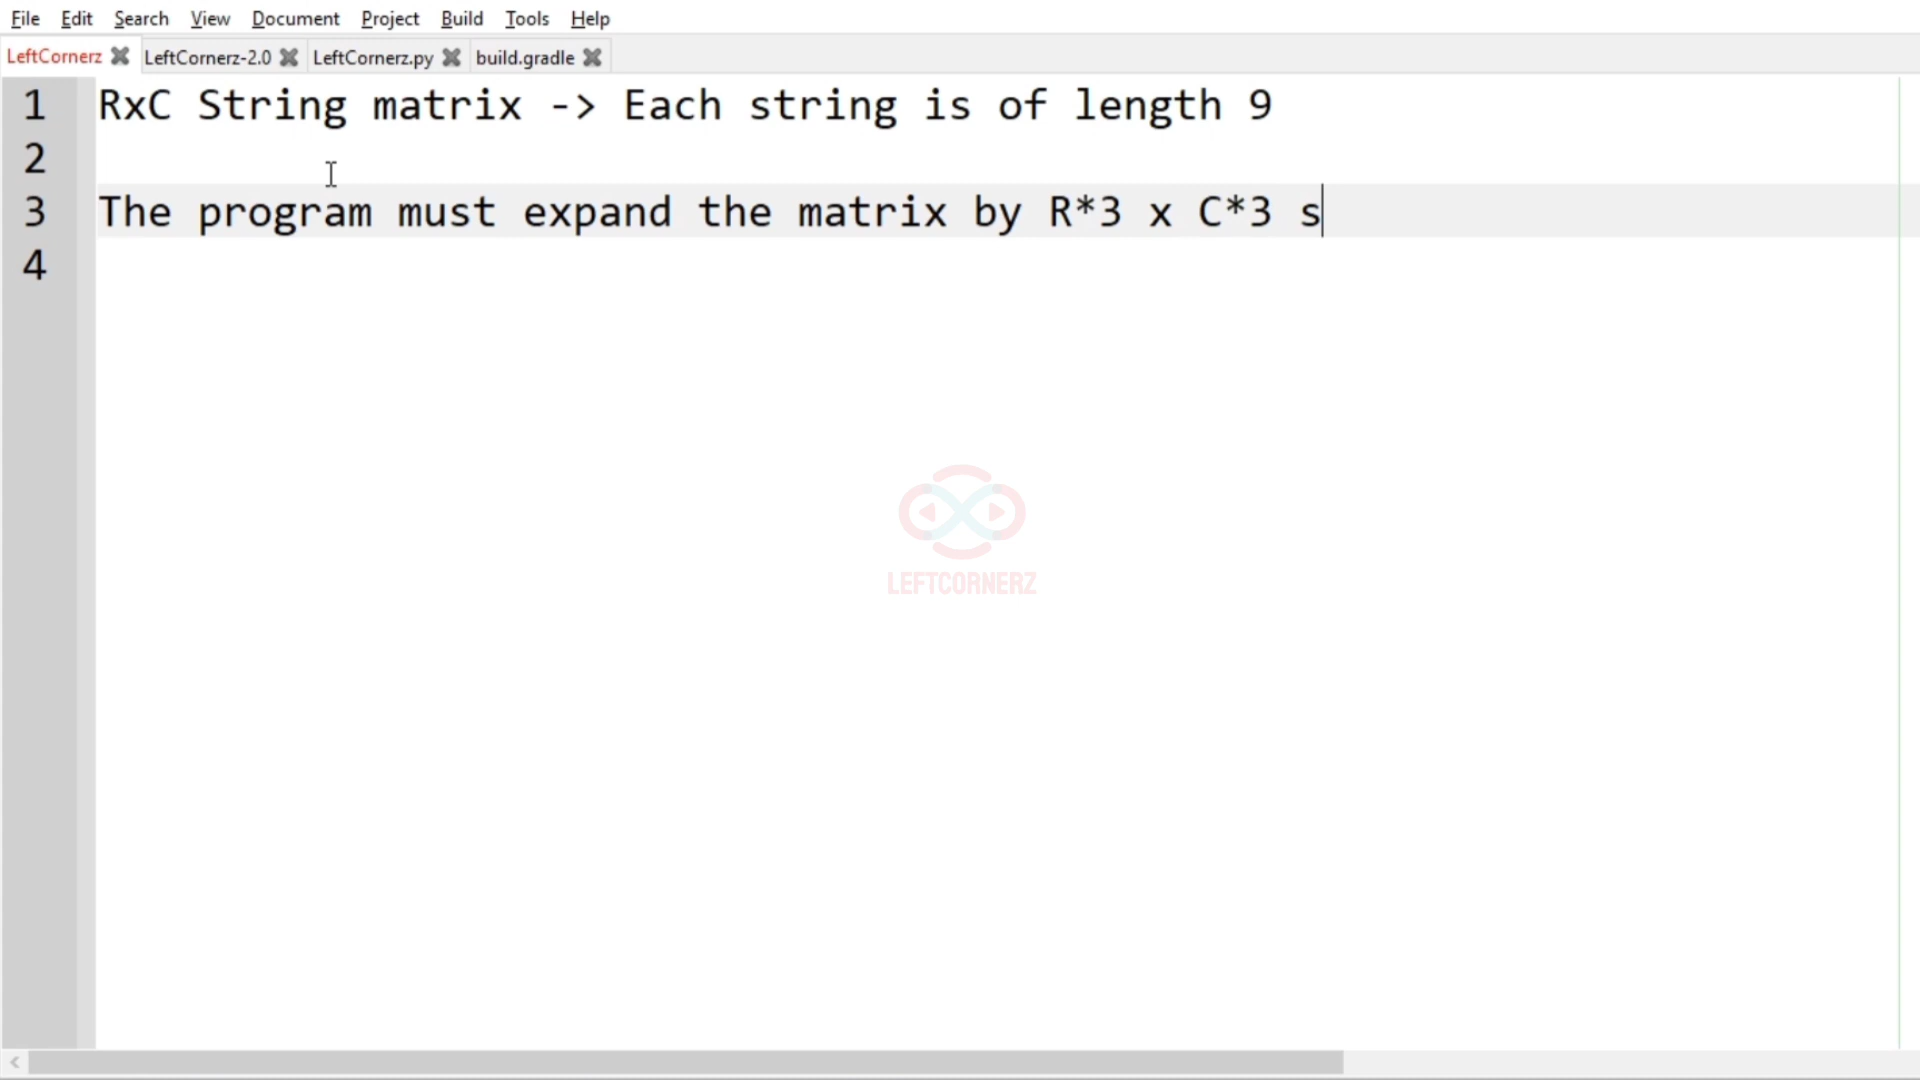 File Edit Search View Document Project Build Tools Help
LeftCornerz LeftCornerz-2.0 LeftCornerz.py build.gradle
1 RxC String matrix -> Each string is of length 9
2
3 The program must expand the matrix by R*3 x C*3 s
4
LEFTCORNERZ